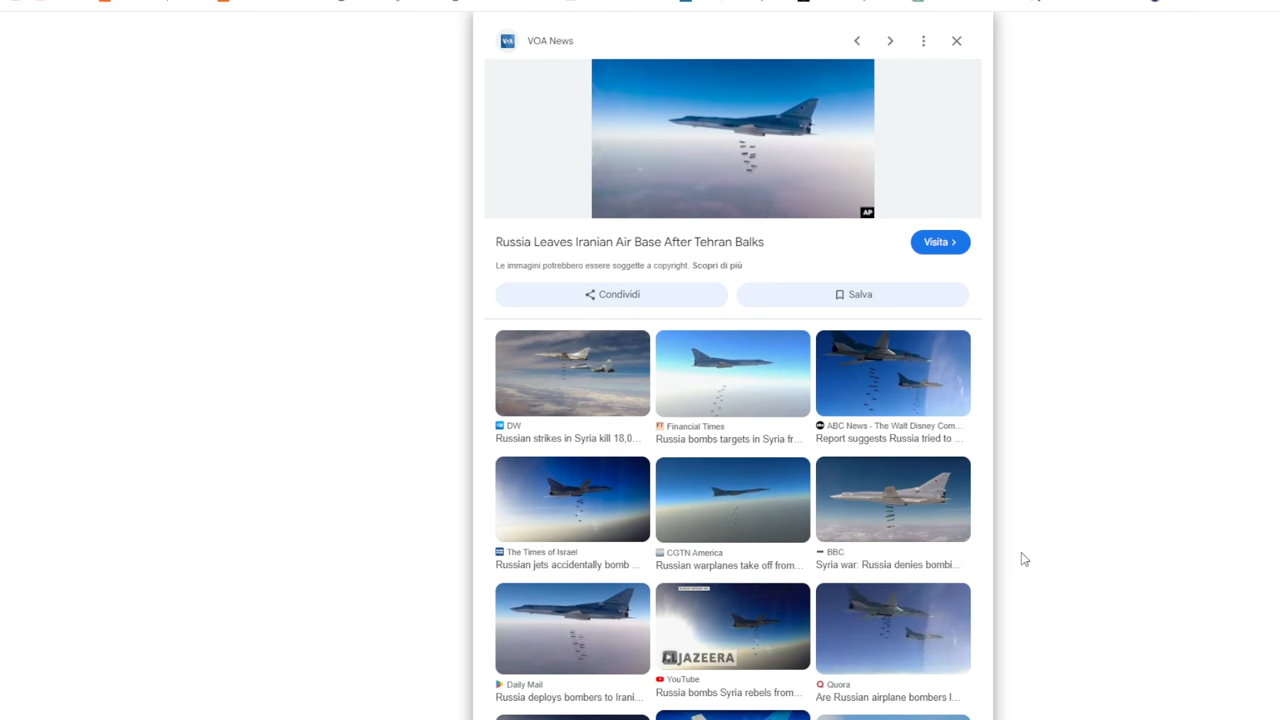 VOA VOA News
AP
Russia Leaves Iranian Air Base After Tehran Balks
Visita
Le immagini potrebbero essere soggette a copyright. Scopri di più
Condividi
Salva
DW
Russian strikes in Syria kill 18,0...
Financial Times
Russia bombs targets in Syria fr...
ABC News - The Walt Disney Com...
Report suggests Russia tried to ...
The Times of Israel
Russian jets accidentally bomb ...
CGTN America
Russian warplanes take off from...
BBC
Syria war: Russia denies bombi...
Daily Mail
Russia deploys bombers to Irani...
ALJAZEERA
YouTube
Russia bombs Syria rebels from...
Quora
Are Russian airplane bombers l...